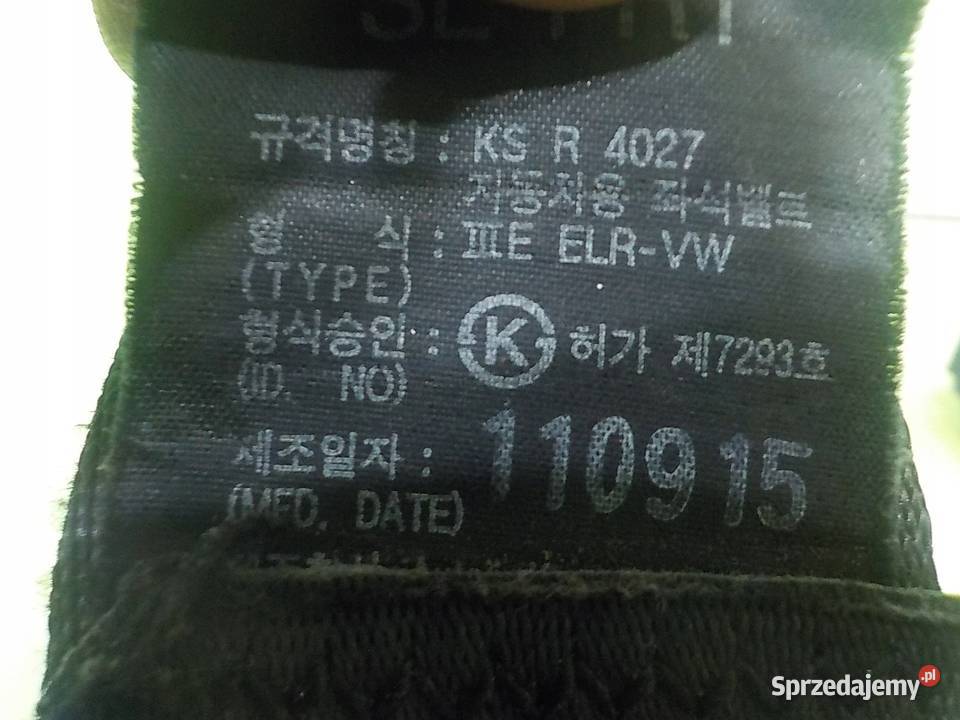 규격명칭 : KS R 4027
자동차용 좌석벨트
형 식 : ⅢE ELR-VW
(TYPE)
형식승인 : K 허가 제7293호
(ID. NO)
제조일자 : 110915
(MFD. DATE)
Sprzedajemy.pl